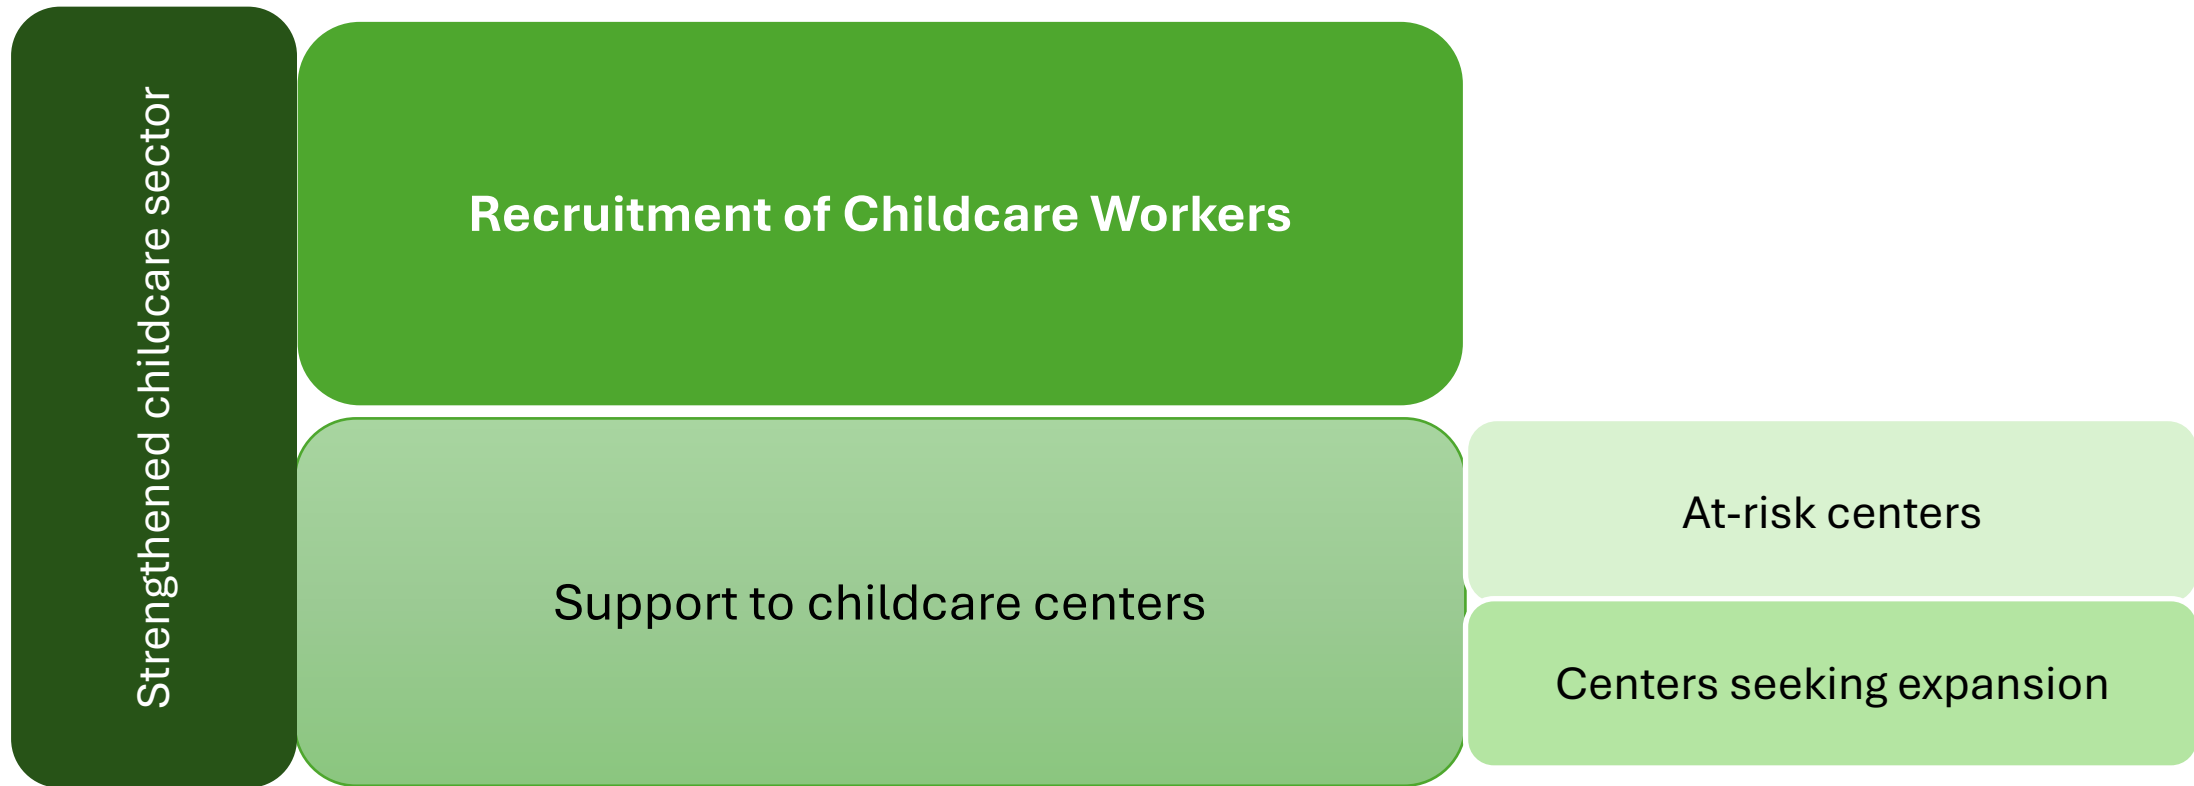 Strengthened childcare sector
Recruitment of Childcare Workers
Support to childcare centers
At-risk centers
Centers seeking expansion